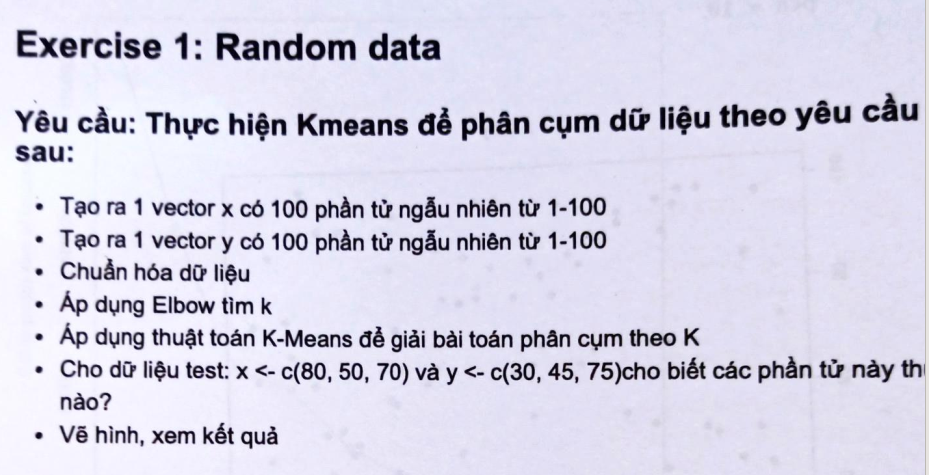 Exercise 1: Random data
Yêu cầu: Thực hiện Kmeans để phân cụm dữ liệu theo yêu cầu
sau:
• Tạo ra 1 vector x có 100 phần tử ngẫu nhiên từ 1-100
• Tạo ra 1 vector y có 100 phần tử ngẫu nhiên từ 1-100
• Chuẩn hóa dữ liệu
• Áp dụng Elbow tìm k
• Áp dụng thuật toán K-Means để giải bài toán phân cụm theo K
• Cho dữ liệu test: x <- c(80, 50, 70) và y <- c(30, 45, 75)cho biết các phần tử này
nào?
• Vẽ hình, xem kết quả